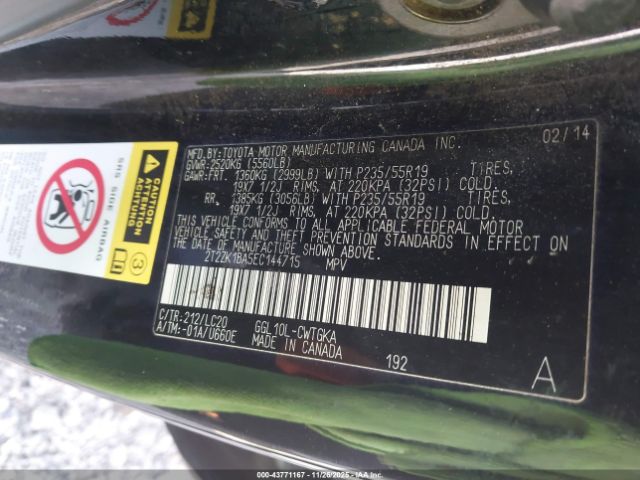 MFD.BY:TOYOTA MOTOR MANUFACTURING CANADA INC. 02/14
GVWR:2520KG (5560LB)
GAWR:FRT. 1360KG (2999LB) WITH P235/55R19 TIRES,
19X7 1/2J RIMS, AT 220KPA (32PSI) COLD.
RR. 1385KG (3056LB) WITH P235/55R19 TIRES,
19X7 1/2J RIMS, AT 220KPA (32PSI) COLD.
THIS VEHICLE CONFORMS TO ALL APPLICABLE FEDERAL MOTOR
VEHICLE SAFETY AND THEFT PREVENTION STANDARDS IN EFFECT ON
THE DATE OF MANUFACTURE SHOWN ABOVE.
2T2ZK1BA5EC144715 MPV
C/TR:212/LC20 GGL10L-CWTGKA
A/TM:-01A/U660E MADE IN CANADA 192 A
SRS SIDE AIRBAG
CAUTION
ATTENTION
ACHTUNG
© 43771167 - 11/26/2025 - IAA Inc.